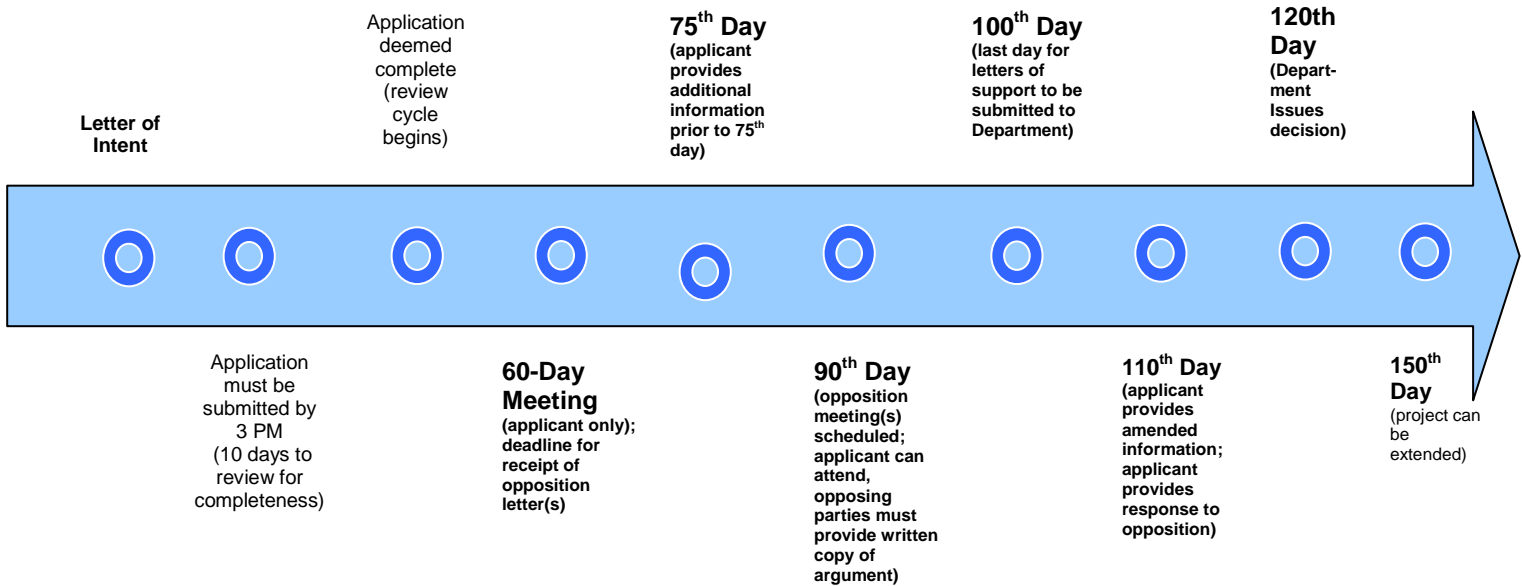 Letter of
Intent
Application
must be
submitted by
3 PM
(10 days to
review for
completeness)
Application
deemed
complete
(review
cycle
begins)
60-Day
Meeting
(applicant only);
deadline for
receipt of
opposition
letter(s)
75th Day
(applicant
provides
additional
information
prior to 75th
day)
90th Day
(opposition
meeting(s)
scheduled;
applicant can
attend,
opposing
parties must
provide written
copy of
argument)
100th Day
(last day for
letters of
support to be
submitted to
Department)
110th Day
(applicant
provides
amended
information;
applicant
provides
response to
opposition)
120th
Day
(Depart-
ment
Issues
decision)
150th
Day
(project can
be
extended)